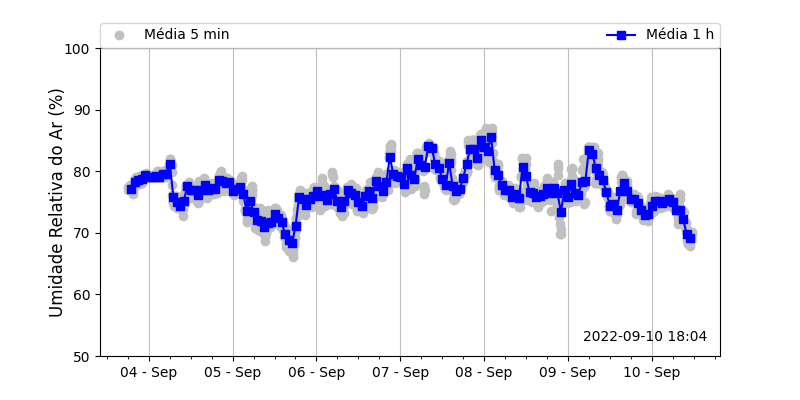 Média 5 min
Média 1 h
100
90
80
70
60
50
Umidade Relativa do Ar (%)
2022-09-10 18:04
04 - Sep
05 - Sep
06 - Sep
07 - Sep
08 - Sep
09 - Sep
10 - Sep